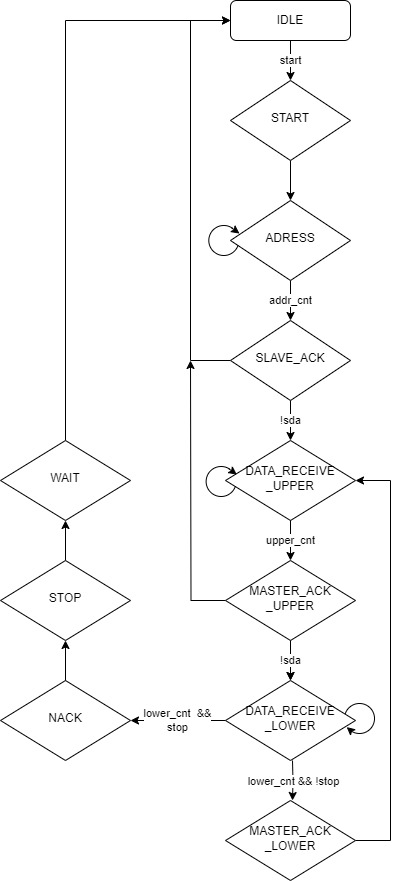 IDLE
start
START
ADRESS
addr_cnt
SLAVE_ACK
!sda
DATA_RECEIVE
_UPPER
WAIT
upper_cnt
MASTER_ACK
_UPPER
STOP
!sda
DATA_RECEIVE
_LOWER
lower_cnt &&
stop
NACK
lower_cnt && !stop
MASTER_ACK
_LOWER